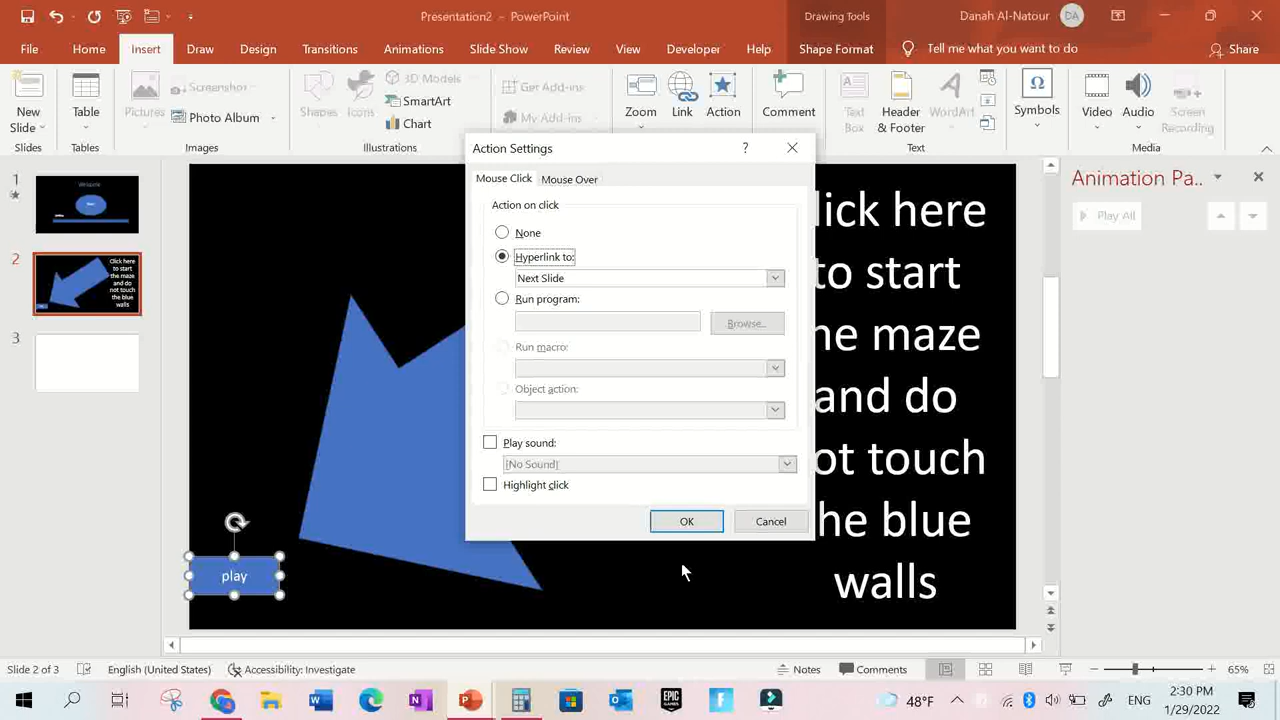 Presentation2 – PowerPoint
Drawing Tools
Danah Al-Natour
DA
File
Home
Insert
Draw
Design
Transitions
Animations
Slide Show
Review
View
Developer
Help
Shape Format
Tell me what you want to do
Share
New
Slide
Slides
Table
Tables
Pictures
Screenshot
Photo Album
Images
Shapes
Icons
3D Models
SmartArt
Chart
Illustrations
Get Add-ins
My Add-ins
Zoom
Link
Action
Comment
Text
Box
Header
& Footer
WordArt
Text
Ω
Symbols
Video
Audio
Screen
Recording
Media
Action Settings
?
Mouse Click
Mouse Over
Action on click
None
Hyperlink to:
Next Slide
Run program:
Browse...
Run macro:
Object action:
Play sound:
[No Sound]
Highlight click
OK
Cancel
1
2
Click here
to start
the maze
and do
not touch
the blue
walls
3
lick here
to start
he maze
and do
ot touch
he blue
walls
play
Animation Pa..
Play All
Slide 2 of 3
English (United States)
Accessibility: Investigate
Notes
Comments
65%
48°F
ENG
2:30 PM
1/29/2022
EPIC
GAMES